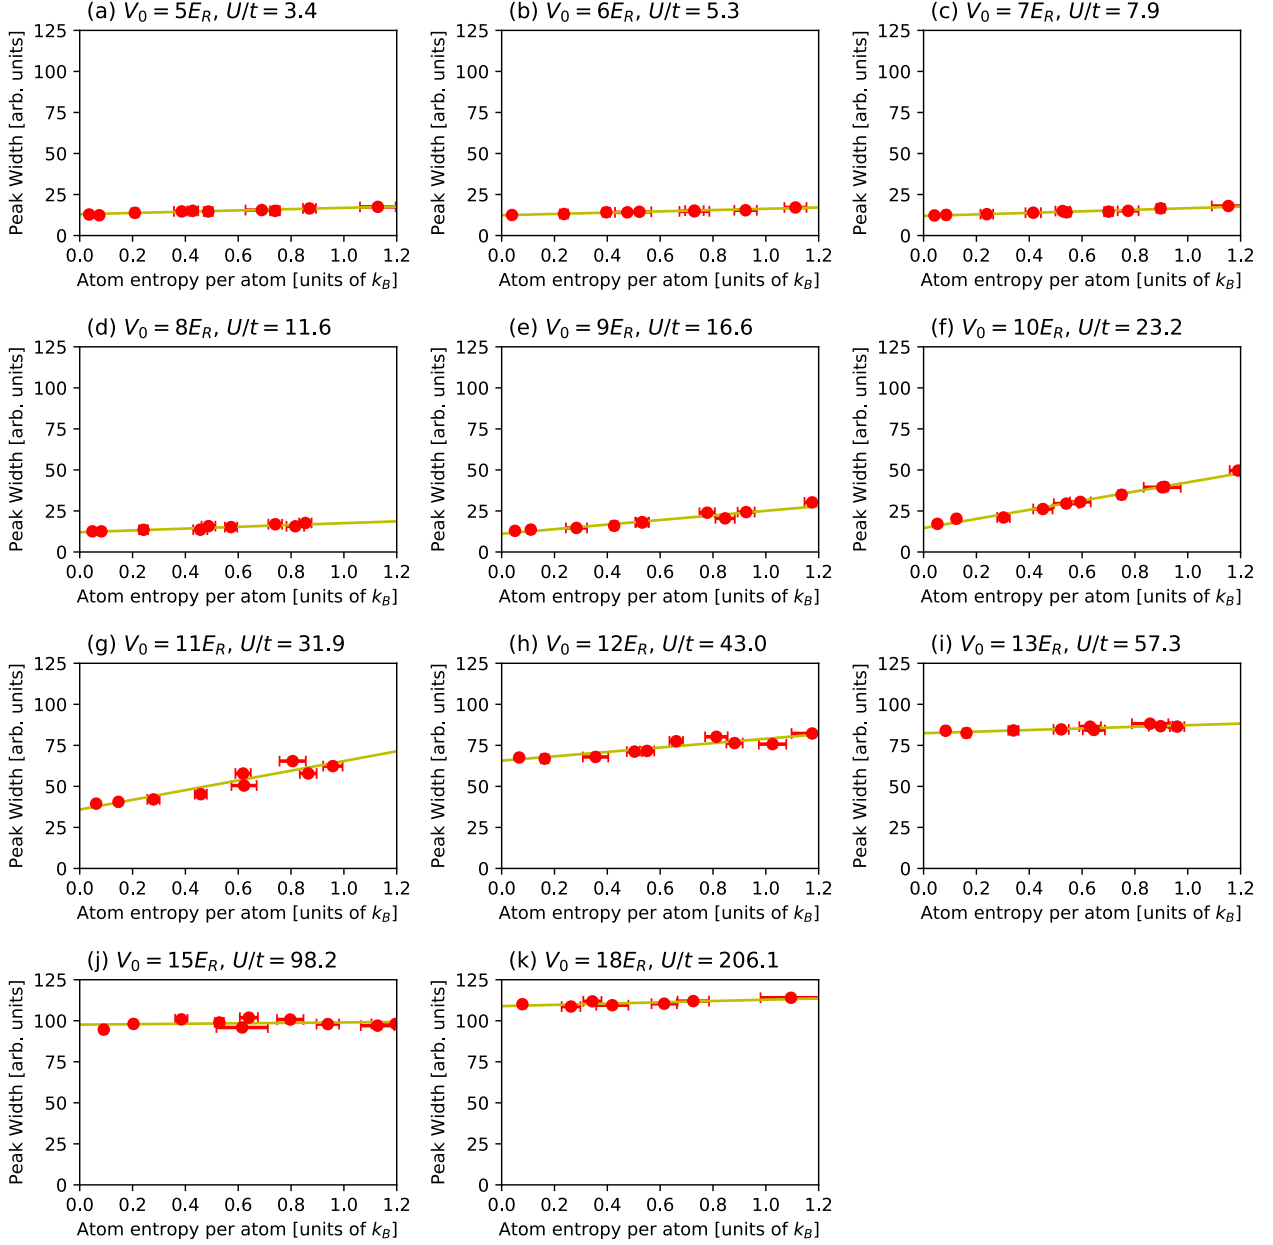 (a) V₀ = 5E_R, U/t = 3.4
Peak Width [arb. units]
125
100
75
50
25
0
0.0 0.2 0.4 0.6 0.8 1.0 1.2
Atom entropy per atom [units of k_B]
(b) V₀ = 6E_R, U/t = 5.3
Peak Width [arb. units]
125
100
75
50
25
0
0.0 0.2 0.4 0.6 0.8 1.0 1.2
Atom entropy per atom [units of k_B]
(c) V₀ = 7E_R, U/t = 7.9
Peak Width [arb. units]
125
100
75
50
25
0
0.0 0.2 0.4 0.6 0.8 1.0 1.2
Atom entropy per atom [units of k_B]
(d) V₀ = 8E_R, U/t = 11.6
Peak Width [arb. units]
125
100
75
50
25
0
0.0 0.2 0.4 0.6 0.8 1.0 1.2
Atom entropy per atom [units of k_B]
(e) V₀ = 9E_R, U/t = 16.6
Peak Width [arb. units]
125
100
75
50
25
0
0.0 0.2 0.4 0.6 0.8 1.0 1.2
Atom entropy per atom [units of k_B]
(f) V₀ = 10E_R, U/t = 23.2
Peak Width [arb. units]
125
100
75
50
25
0
0.0 0.2 0.4 0.6 0.8 1.0 1.2
Atom entropy per atom [units of k_B]
(g) V₀ = 11E_R, U/t = 31.9
Peak Width [arb. units]
125
100
75
50
25
0
0.0 0.2 0.4 0.6 0.8 1.0 1.2
Atom entropy per atom [units of k_B]
(h) V₀ = 12E_R, U/t = 43.0
Peak Width [arb. units]
125
100
75
50
25
0
0.0 0.2 0.4 0.6 0.8 1.0 1.2
Atom entropy per atom [units of k_B]
(i) V₀ = 13E_R, U/t = 57.3
Peak Width [arb. units]
125
100
75
50
25
0
0.0 0.2 0.4 0.6 0.8 1.0 1.2
Atom entropy per atom [units of k_B]
(j) V₀ = 15E_R, U/t = 98.2
Peak Width [arb. units]
125
100
75
50
25
0
0.0 0.2 0.4 0.6 0.8 1.0 1.2
Atom entropy per atom [units of k_B]
(k) V₀ = 18E_R, U/t = 206.1
Peak Width [arb. units]
125
100
75
50
25
0
0.0 0.2 0.4 0.6 0.8 1.0 1.2
Atom entropy per atom [units of k_B]